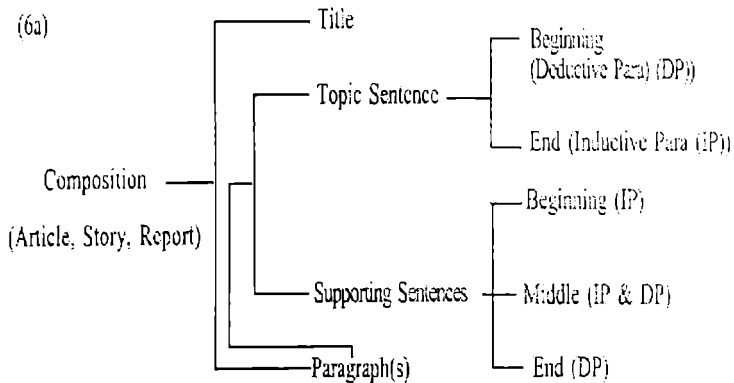 (6a)
Title
Beginning
(Deductive Para) (DP))
Topic Sentence
End (Inductive Para (IP))
Composition
Beginning (IP)
(Article, Story, Report)
Supporting Sentences
Middle (IP & DP)
Paragraph(s)
End (DP)